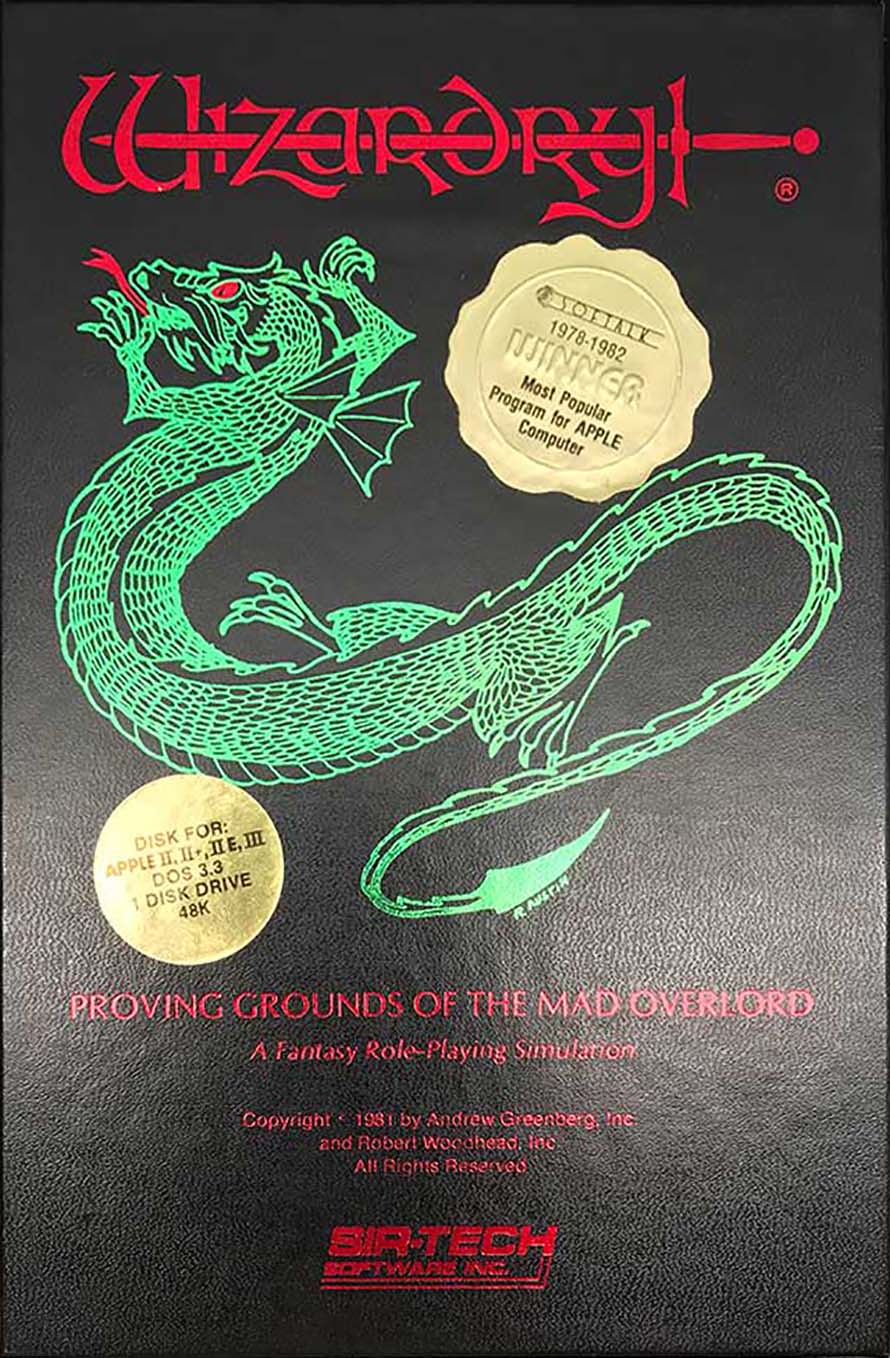 Wizardry
®
SOFTALK
1978-1982
WINNER
Most Popular
Program for APPLE
Computer
DISK FOR:
APPLE II, II+, II E, III
DOS 3.3
1 DISK DRIVE
48K
R. AUSTIN
PROVING GROUNDS OF THE MAD OVERLORD
A Fantasy Role-Playing Simulation
Copyright · 1981 by Andrew Greenberg, Inc
and Robert Woodhead, Inc
All Rights Reserved
SIR-TECH
SOFTWARE INC.